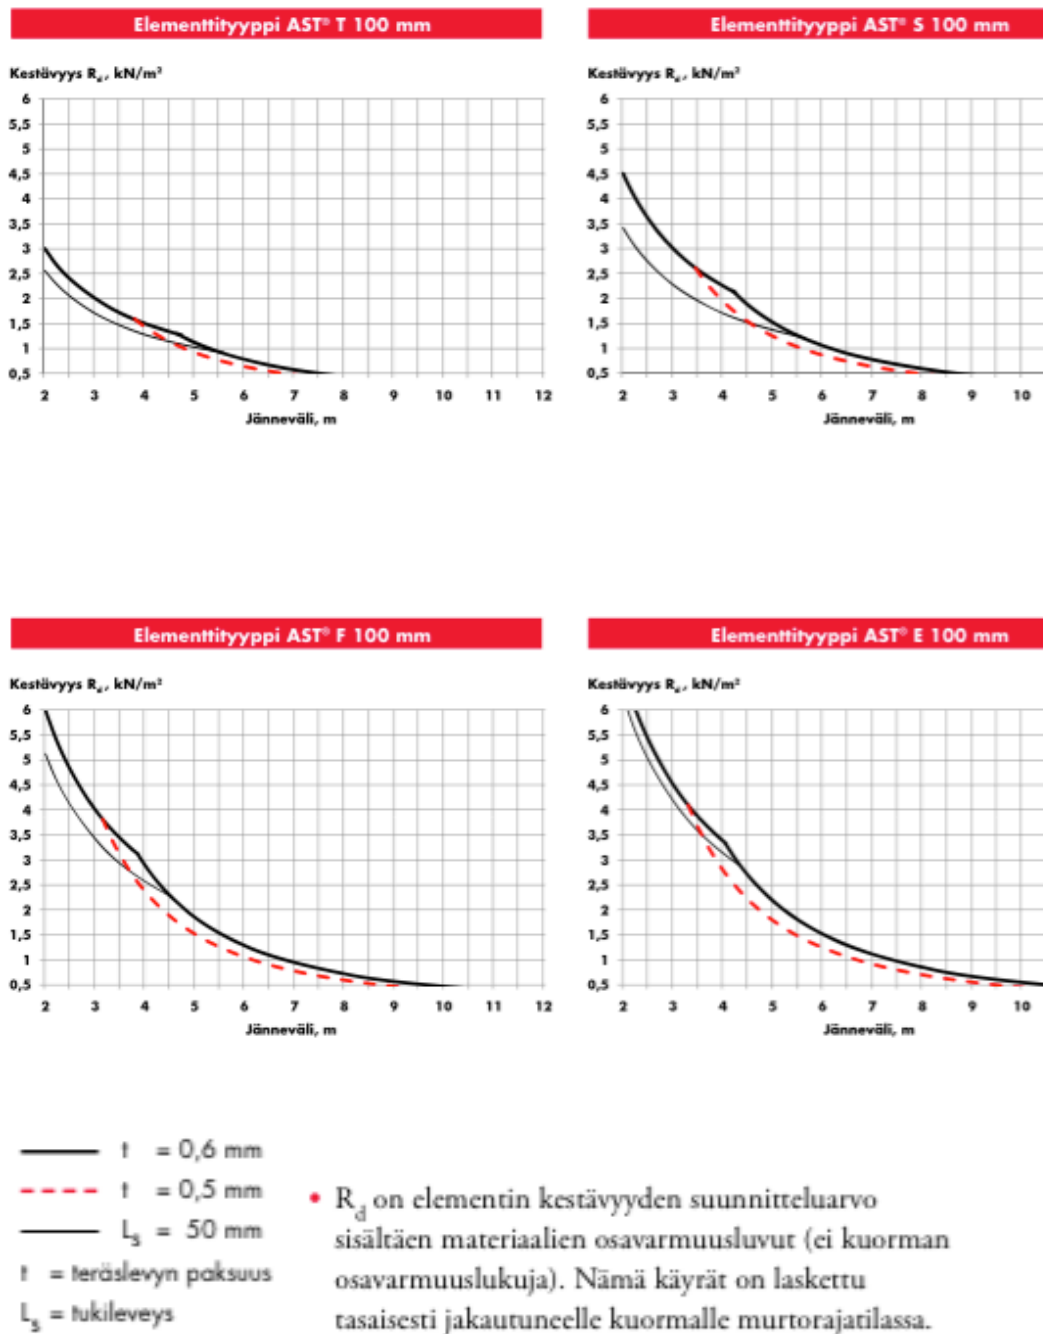 Elementtityyppi AST® T 100 mm
Kestävyys R_d, kN/m²
6
5,5
5
4,5
4
3,5
3
2,5
2
1,5
1
0,5
2 3 4 5 6 7 8 9 10 11 12
Jänneväli, m
Elementtityyppi AST® S 100 mm
Kestävyys R_d, kN/m²
6
5,5
5
4,5
4
3,5
3
2,5
2
1,5
1
0,5
2 3 4 5 6 7 8 9 10
Jänneväli, m
Elementtityyppi AST® F 100 mm
Kestävyys R_d, kN/m²
6
5,5
5
4,5
4
3,5
3
2,5
2
1,5
1
0,5
2 3 4 5 6 7 8 9 10 11 12
Jänneväli, m
Elementtityyppi AST® E 100 mm
Kestävyys R_d, kN/m²
6
5,5
5
4,5
4
3,5
3
2,5
2
1,5
1
0,5
2 3 4 5 6 7 8 9 10
Jänneväli, m
t = 0,6 mm
t = 0,5 mm
L_s = 50 mm
t = teräslevyn paksuus
L_s = tukileveys
• R_d on elementin kestävyyden suunnitteluarvo
sisältäen materiaalien osavarmuusluvut (ei kuorman
osavarmuuslukuja). Nämä käyrät on laskettu
tasaisesti jakautuneelle kuormalle murtorajatilassa.